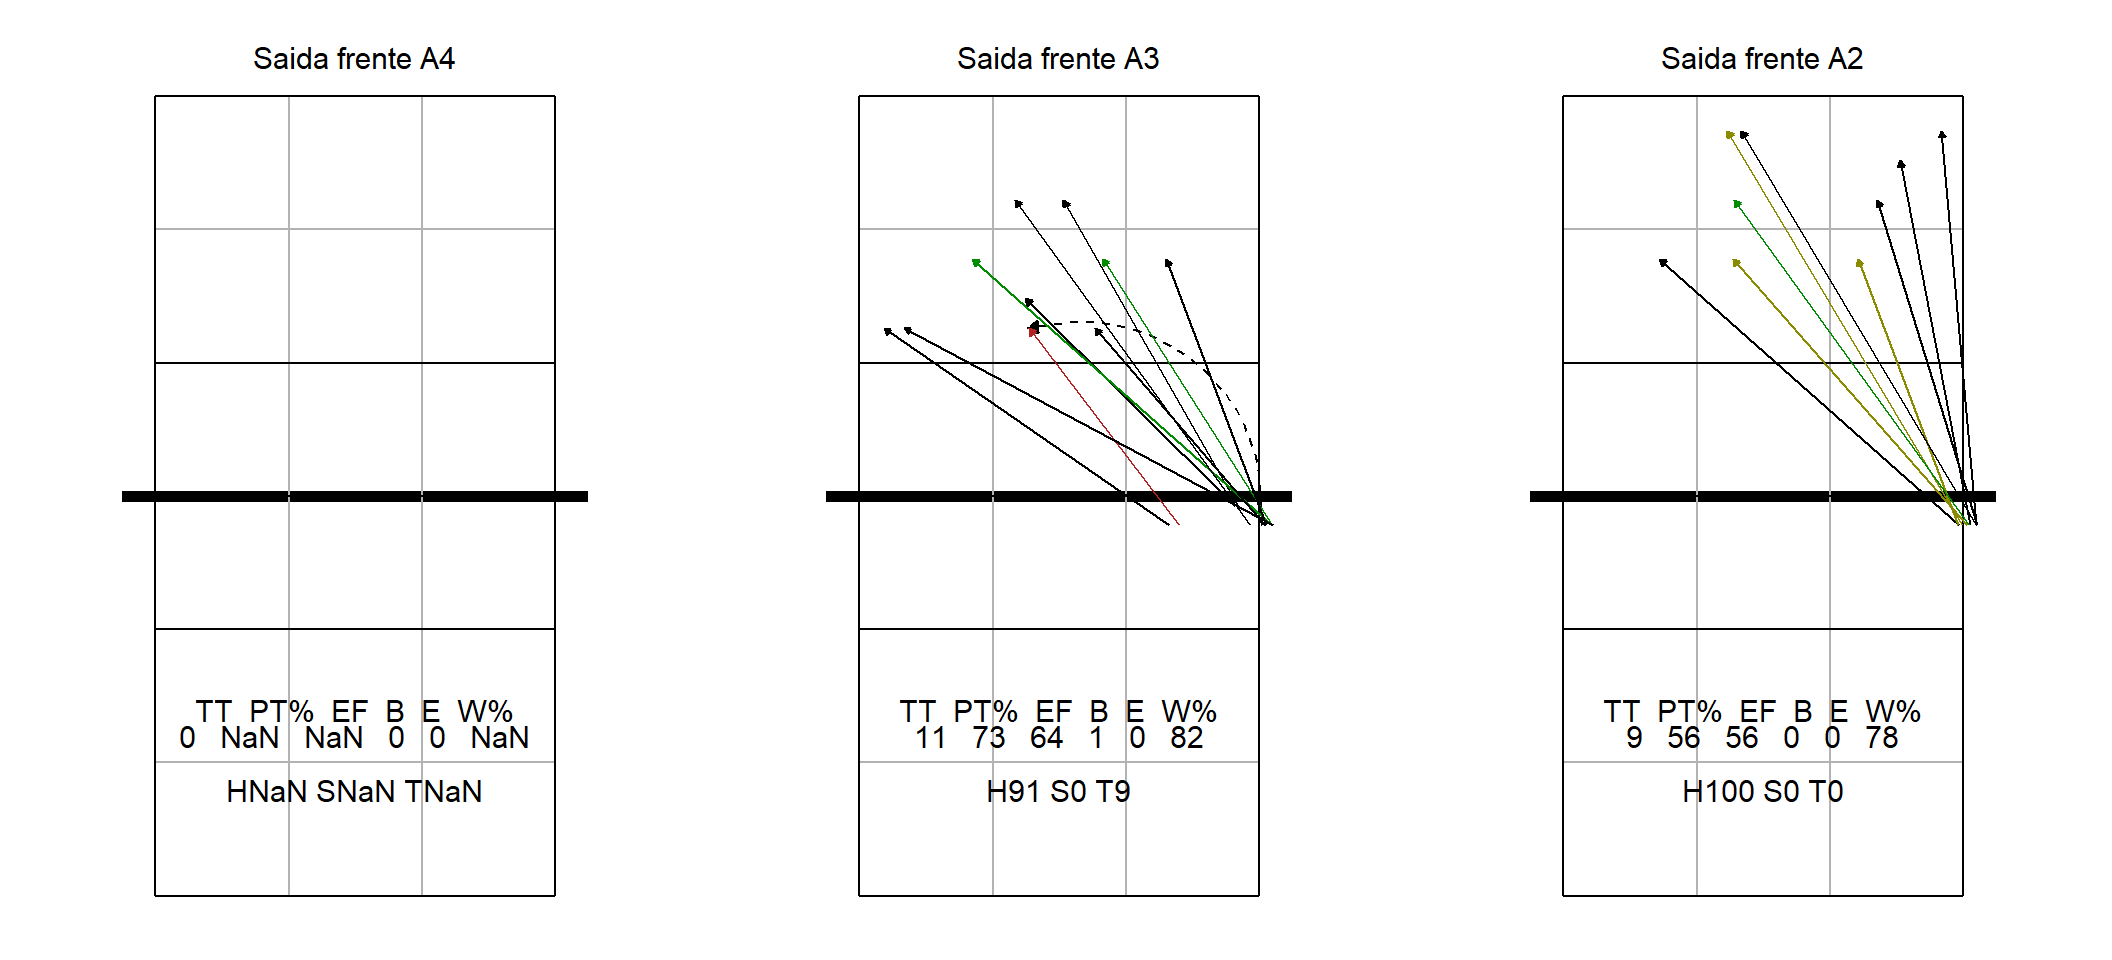 Saida frente A4
TT PT% EF B E W%
0 NaN NaN 0 0 NaN
HNaN SNaN TNaN
Saida frente A3
TT PT% EF B E W%
11 73 64 1 0 82
H91 S0 T9
Saida frente A2
TT PT% EF B E W%
9 56 56 0 0 78
H100 S0 T0